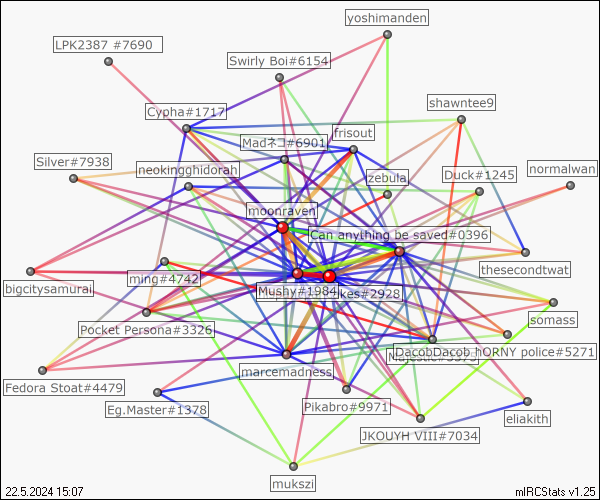 yoshimanden
LPK2387 #7690
Swirly Boi#6154
shawntee9
Cypha#1717
frisout
Madネコ#6901
Silver#7938
neokingghidorah
zebula
Duck#1245
normalwan
moonraven
Can anything be saved#0396
thesecondtwat
ming#4742
bigcitysamurai
Mushy#1984
kes#2928
somass
Pocket Persona#3326
DacobDacob
hORNY police#5271
marcenadness
Fedora Stoat#4479
Pikabro#9971
Eg.Master#1378
eliakith
JKOUYH VIII#7034
mukszi
22.5.2024 15:07
mIRCStats v1.25